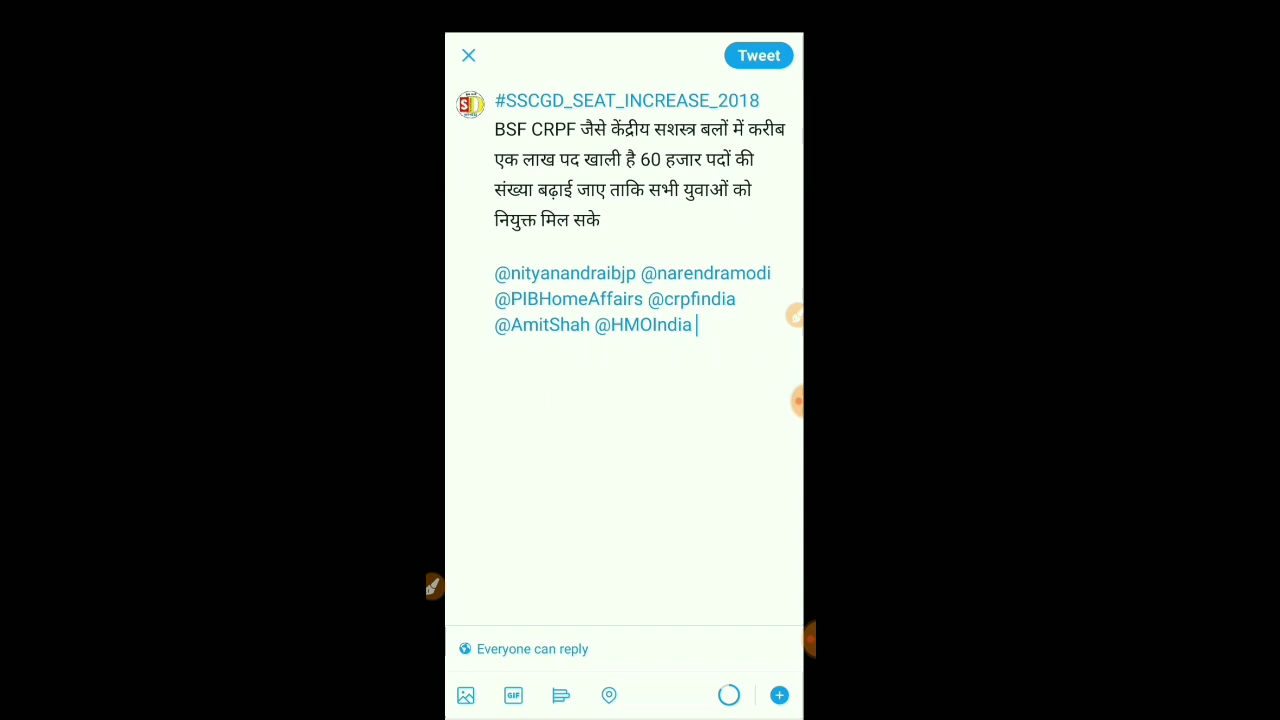 Tweet
#SSCGD_SEAT_INCREASE_2018
BSF CRPF जैसे केंद्रीय सशस्त्र बलों में करीब
एक लाख पद खाली है 60 हजार पदों की
संख्या बढ़ाई जाए ताकि सभी युवाओं को
नियुक्त मिल सके
@nityanandraibjp @narendramodi
@PIBHomeAffairs @crpfindia
@AmitShah @HMOIndia
Everyone can reply
GIF